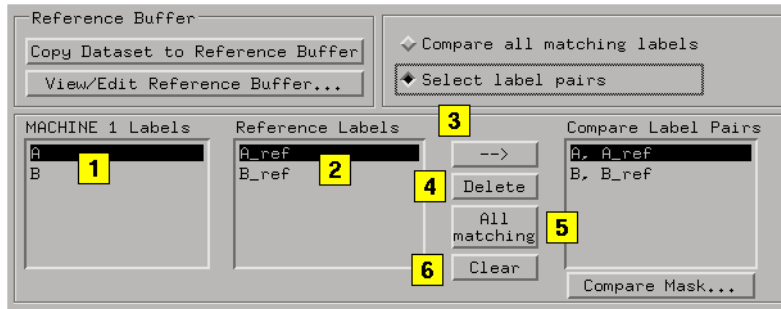 Reference Buffer
Copy Dataset to Reference Buffer
View/Edit Reference Buffer...
Compare all matching labels
Select label pairs
MACHINE 1 Labels
A
B
1
Reference Labels
A_ref
B_ref
2
3
-->
4
Delete
All
matching
5
6
Clear
Compare Label Pairs
A, A_ref
B, B_ref
Compare Mask...